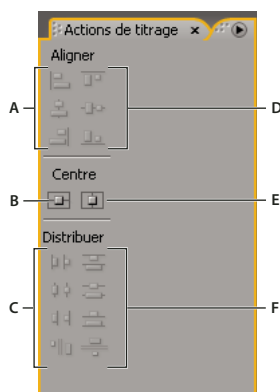 Actions de titrage x
Aligner
A
D
Centre
B
E
Distribuer
C
F